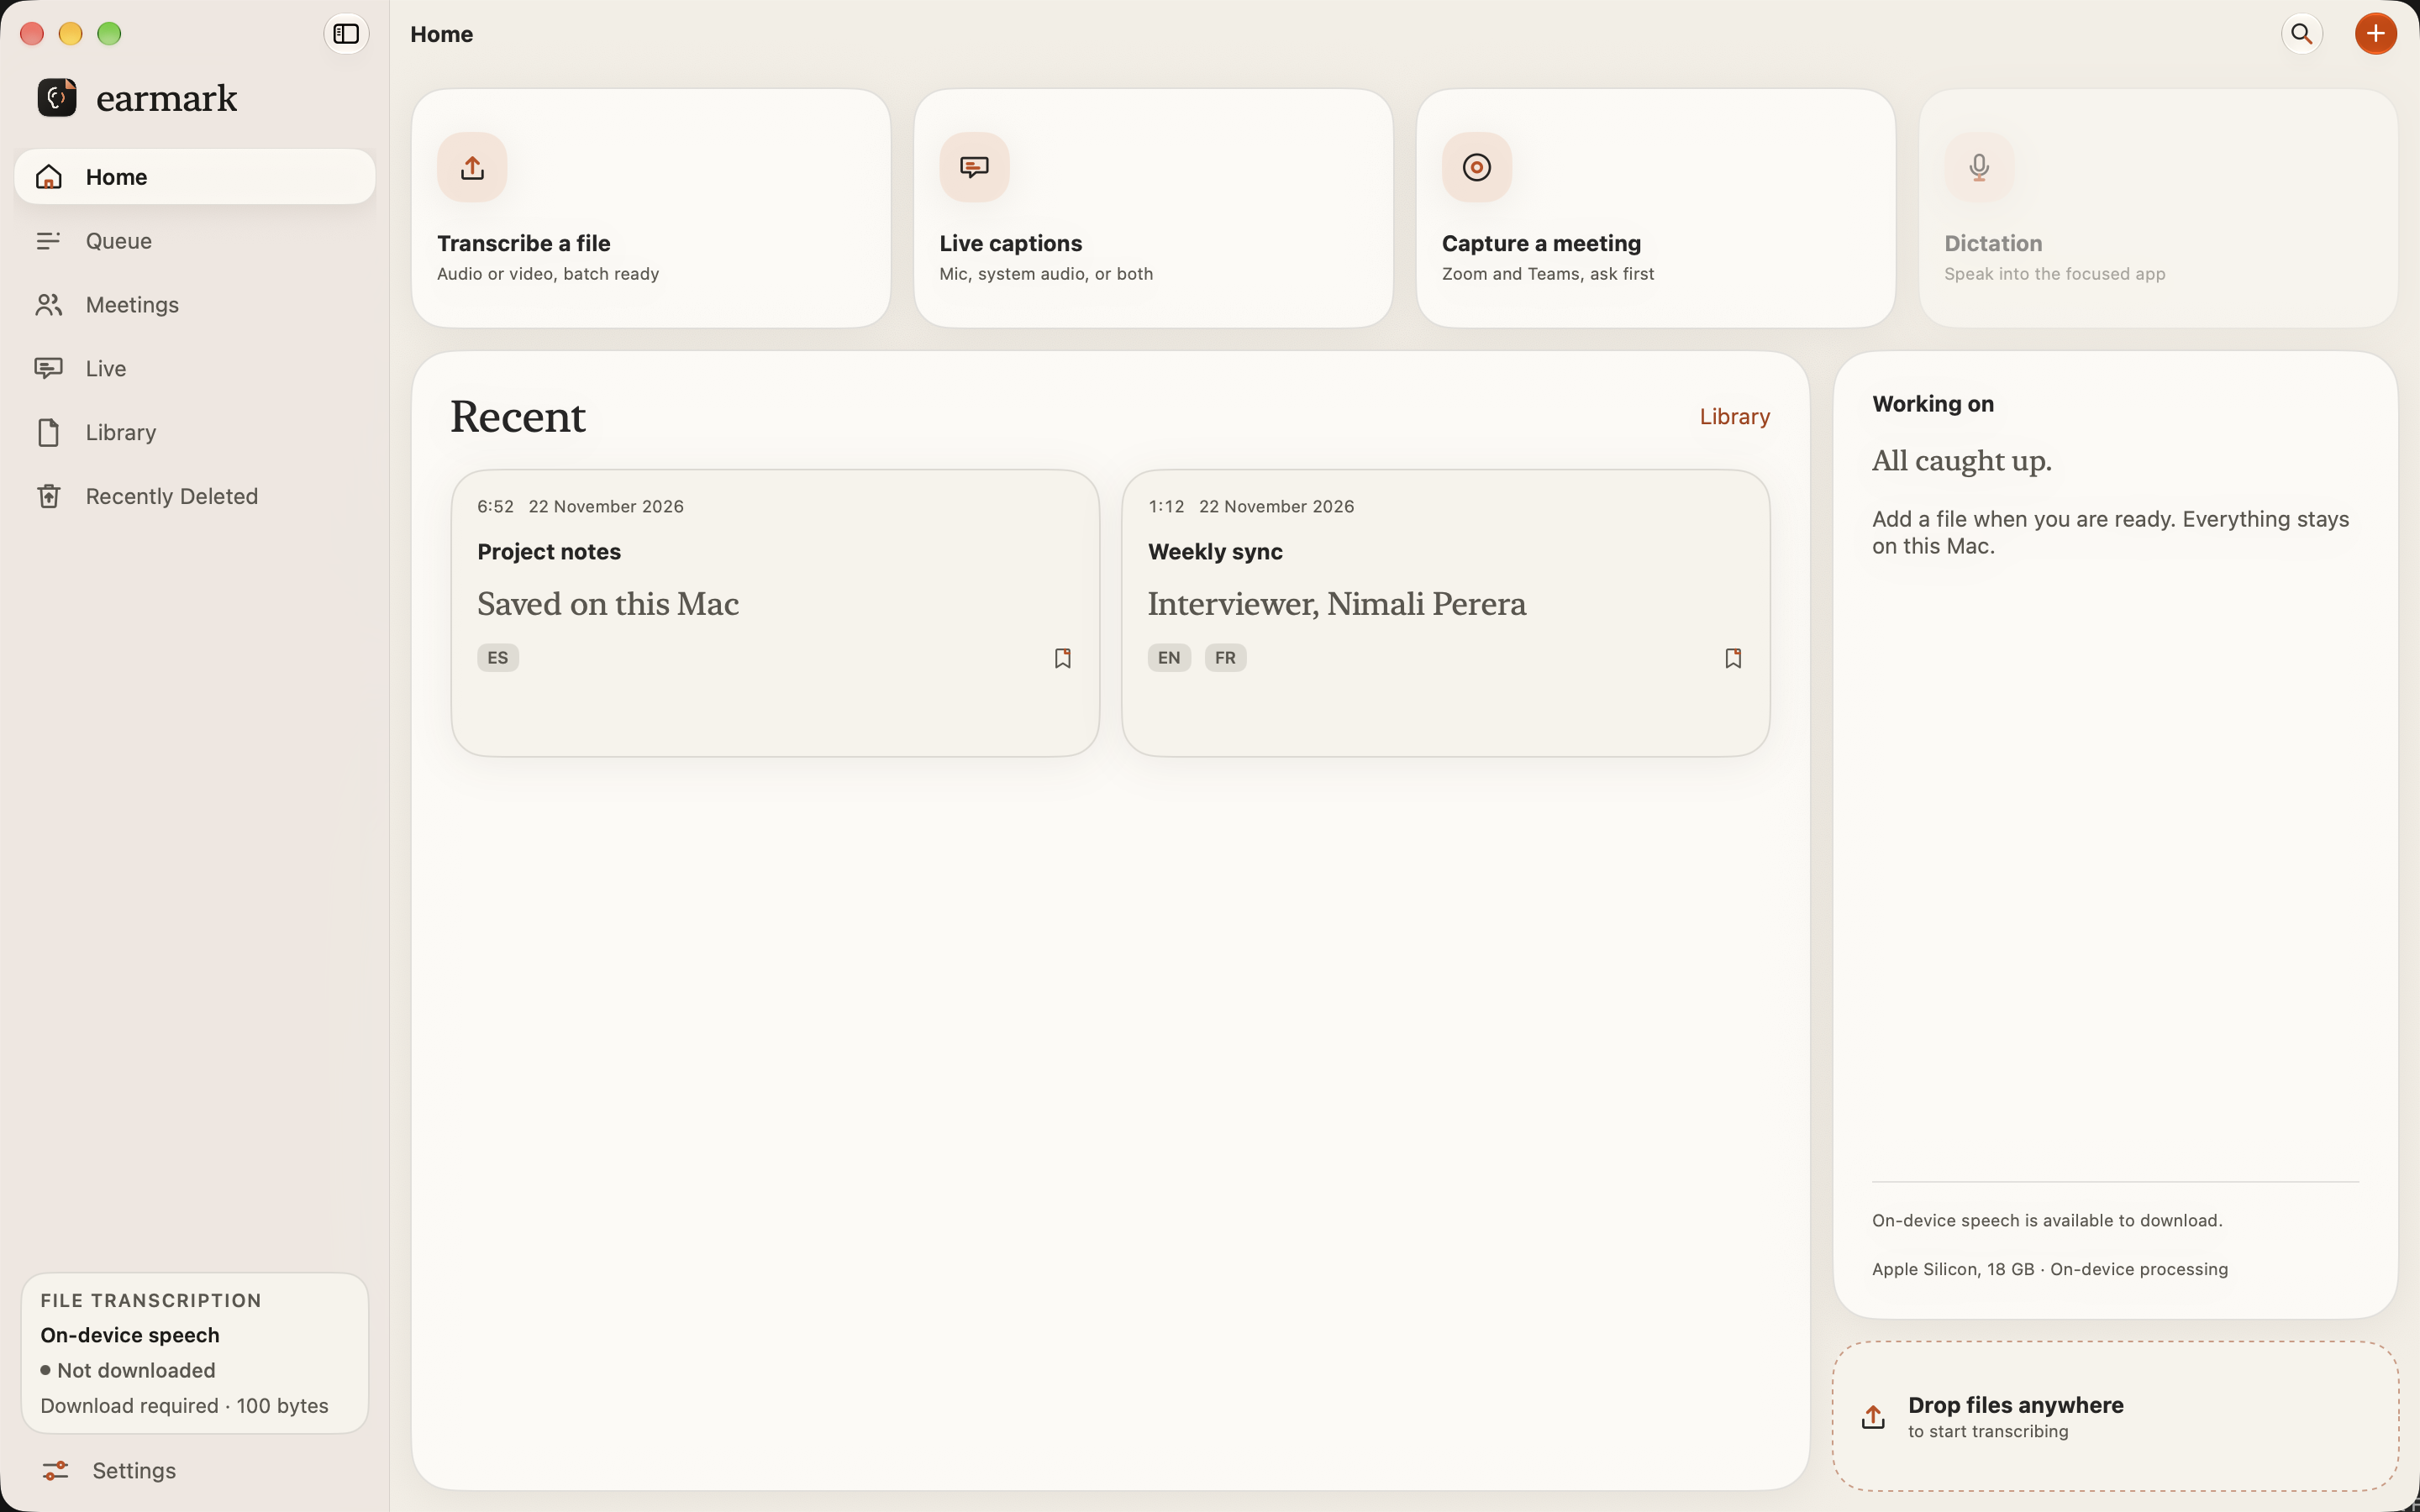 Home
earmark
Home
Queue
Meetings
Live
Library
Recently Deleted
FILE TRANSCRIPTION
On-device speech
Not downloaded
Download required · 100 bytes
Settings
Transcribe a file
Audio or video, batch ready
Live captions
Mic, system audio, or both
Capture a meeting
Zoom and Teams, ask first
Dictation
Speak into the focused app
Recent
Library
6:52 22 November 2026
Project notes
Saved on this Mac
ES
1:12 22 November 2026
Weekly sync
Interviewer, Nimali Perera
EN FR
Working on
All caught up.
Add a file when you are ready. Everything stays
on this Mac.
On-device speech is available to download.
Apple Silicon, 18 GB · On-device processing
Drop files anywhere
to start transcribing